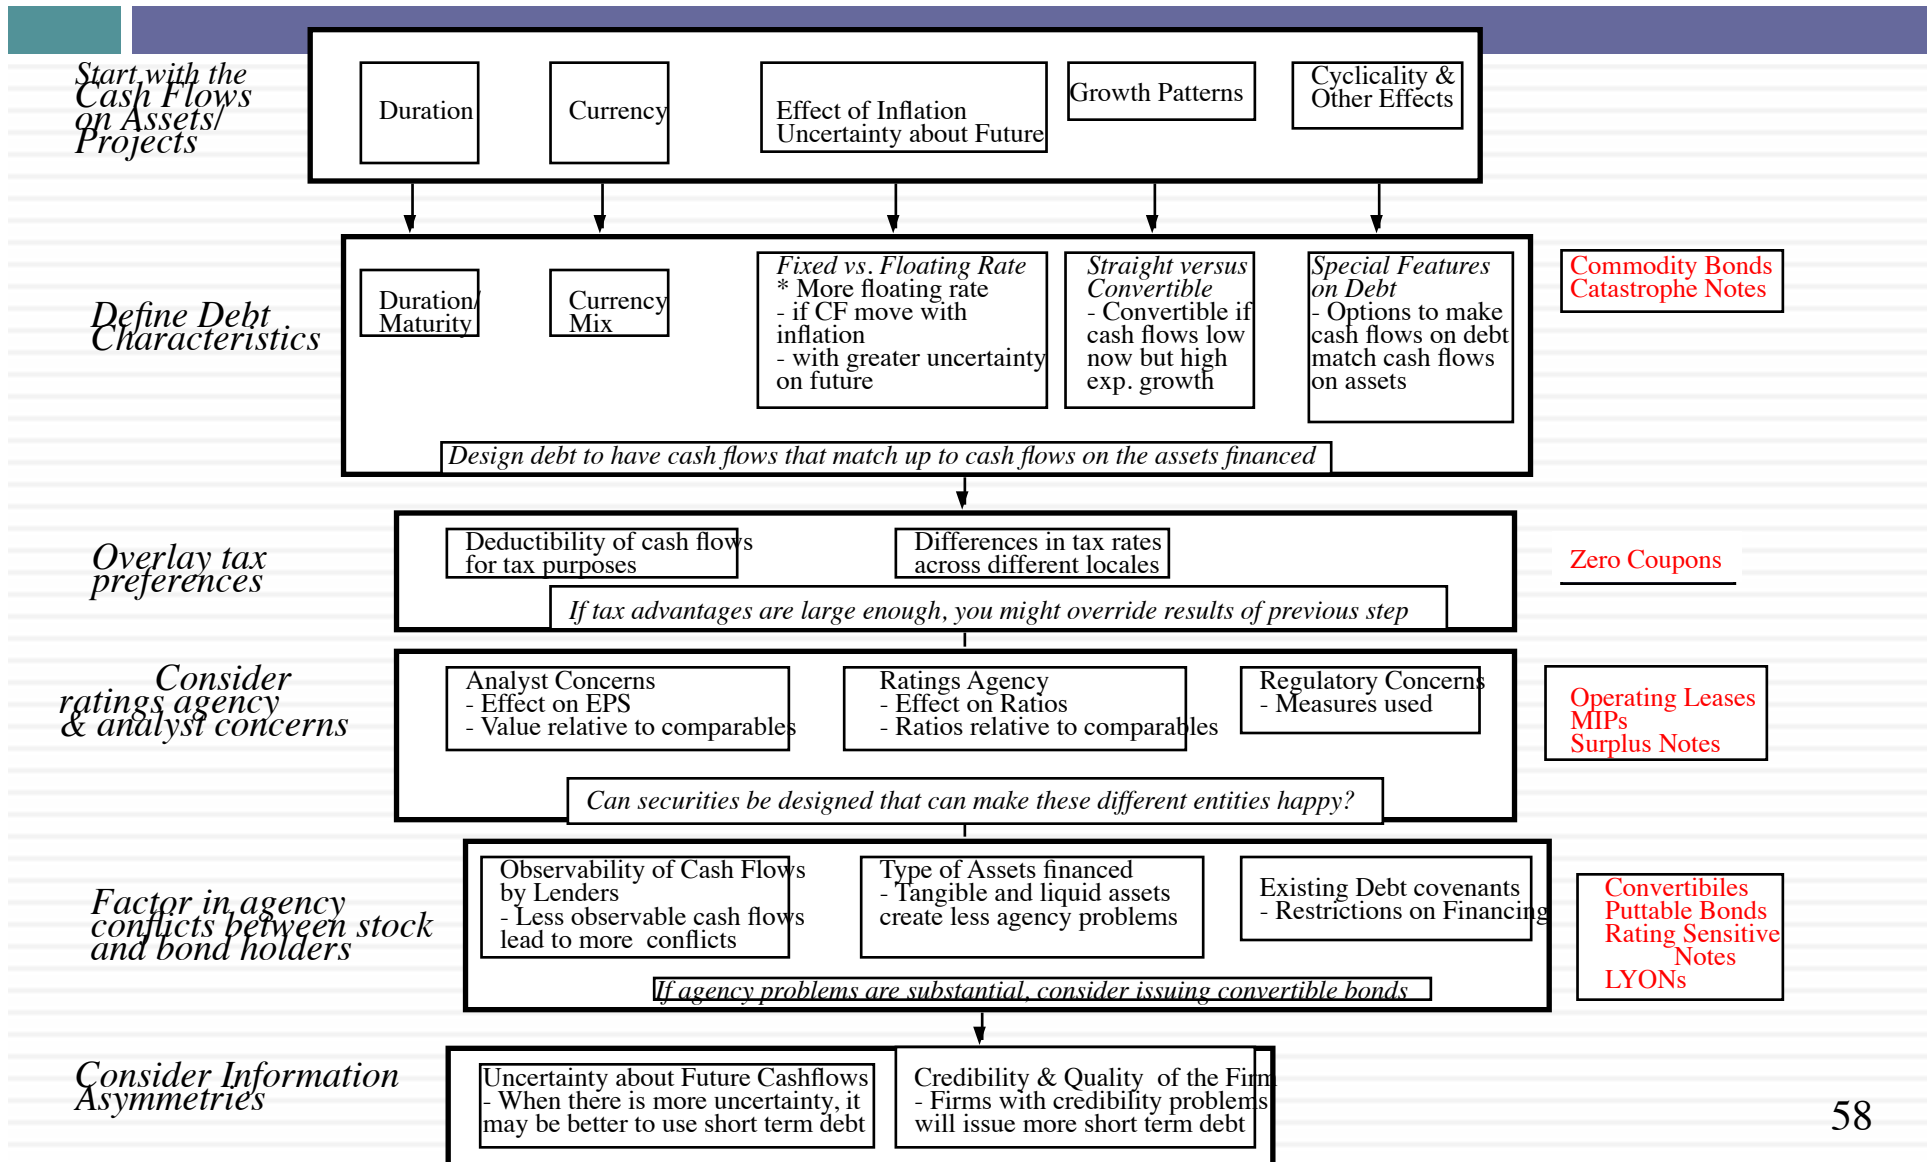 Start with the
Cash Flows
on Assets/
Projects
Duration
Currency
Effect of Inflation
Uncertainty about Future
Growth Patterns
Cyclicality &
Other Effects
Define Debt
Characteristics
Duration/
Maturity
Currency
Mix
Fixed vs. Floating Rate
* More floating rate
- if CF move with
inflation
- with greater uncertainty
on future
Straight versus
Convertible
- Convertible if
cash flows low
now but high
exp. growth
Special Features
on Debt
- Options to make
cash flows on debt
match cash flows
on assets
Commodity Bonds
Catastrophe Notes
Design debt to have cash flows that match up to cash flows on the assets financed
Overlay tax
preferences
Deductibility of cash flows
for tax purposes
Differences in tax rates
across different locales
Zero Coupons
If tax advantages are large enough, you might override results of previous step
Consider
ratings agency
& analyst concerns
Analyst Concerns
- Effect on EPS
- Value relative to comparables
Ratings Agency
- Effect on Ratios
- Ratios relative to comparables
Regulatory Concerns
- Measures used
Operating Leases
MIPs
Surplus Notes
Can securities be designed that can make these different entities happy?
Factor in agency
conflicts between stock
and bond holders
Observability of Cash Flows
by Lenders
- Less observable cash flows
lead to more conflicts
Type of Assets financed
- Tangible and liquid assets
create less agency problems
Existing Debt covenants
- Restrictions on Financing
Convertibiles
Puttable Bonds
Rating Sensitive
Notes
LYONs
If agency problems are substantial, consider issuing convertible bonds
Consider Information
Asymmetries
Uncertainty about Future Cashflows
- When there is more uncertainty, it
may be better to use short term debt
Credibility & Quality of the Firm
- Firms with credibility problems
will issue more short term debt
58